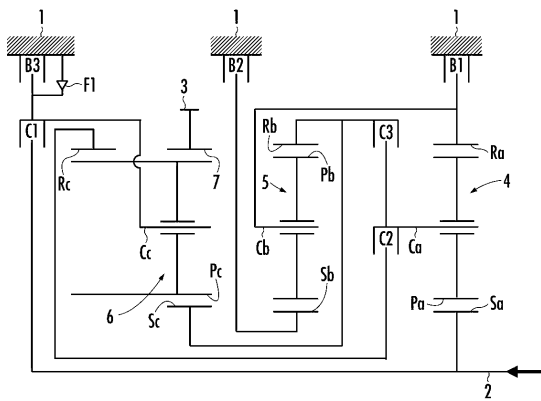 1 1 1
B3 B2 B1
F1
3
C1 C3
Rb Ra
Rc 7 5 Pb 4
C2
Cc Cb Ca
Pc Sb
6 Sc Pa Sa
2